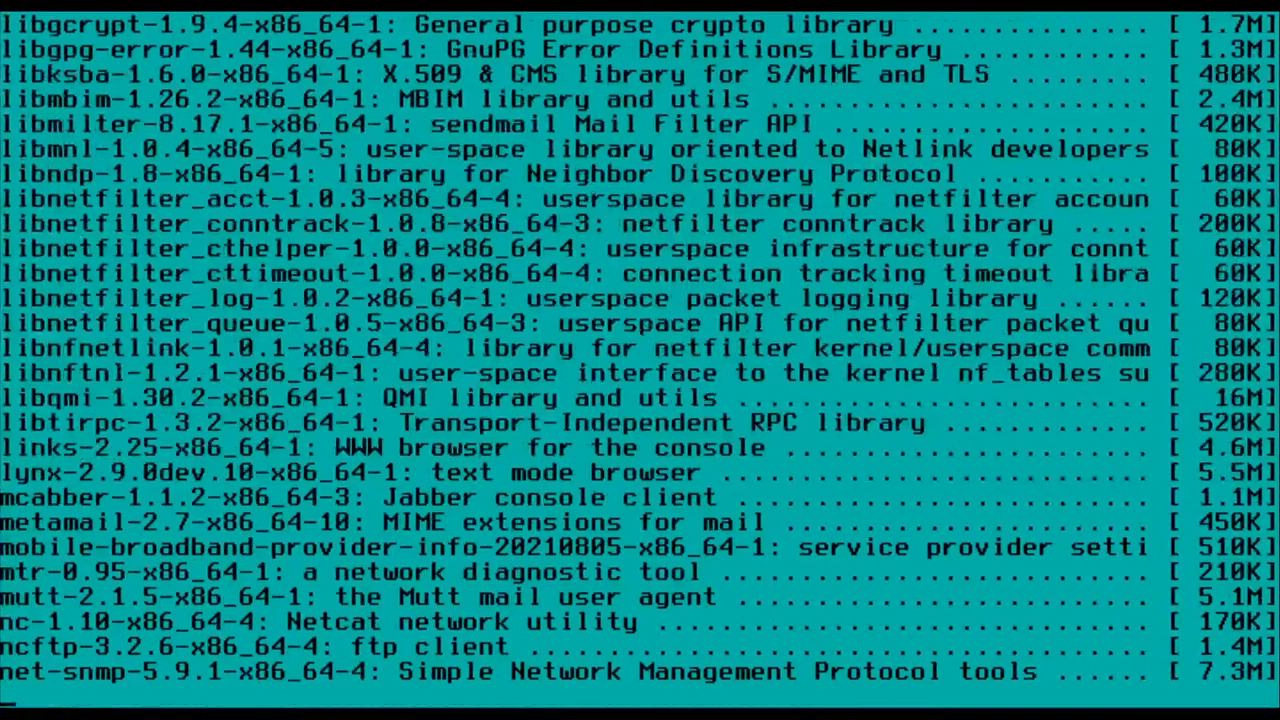 libgcrypt-1.9.4-x86_64-1: General purpose crypto library ............... [ 1.7M]
libgpg-error-1.44-x86_64-1: GnuPG Error Definitions Library ............ [ 1.3M]
libksba-1.6.0-x86_64-1: X.509 & CMS library for S/MIME and TLS ......... [ 480K]
libmbim-1.26.2-x86_64-1: MBIM library and utils ........................ [ 2.4M]
libmilter-8.17.1-x86_64-1: sendmail Mail Filter API .................... [ 420K]
libmnl-1.0.4-x86_64-5: user-space library oriented to Netlink developers [  80K]
libndp-1.8-x86_64-1: library for Neighbor Discovery Protocol ........... [ 100K]
libnetfilter_acct-1.0.3-x86_64-4: userspace library for netfilter accoun [  60K]
libnetfilter_conntrack-1.0.8-x86_64-3: netfilter conntrack library ..... [ 200K]
libnetfilter_cthelper-1.0.0-x86_64-4: userspace infrastructure for connt [  60K]
libnetfilter_cttimeout-1.0.0-x86_64-4: connection tracking timeout libra [  60K]
libnetfilter_log-1.0.2-x86_64-1: userspace packet logging library ...... [ 120K]
libnetfilter_queue-1.0.5-x86_64-3: userspace API for netfilter packet qu [  80K]
libnfnetlink-1.0.1-x86_64-4: library for netfilter kernel/userspace comm [  80K]
libnftnl-1.2.1-x86_64-1: user-space interface to the kernel nf_tables su [ 280K]
libqmi-1.30.2-x86_64-1: QMI library and utils .......................... [  16M]
libtirpc-1.3.2-x86_64-1: Transport-Independent RPC library ............. [ 520K]
links-2.25-x86_64-1: WWW browser for the console ....................... [ 4.6M]
lynx-2.9.0dev.10-x86_64-1: text mode browser ........................... [ 5.5M]
mcabber-1.1.2-x86_64-3: Jabber console client .......................... [ 1.1M]
metamail-2.7-x86_64-10: MIME extensions for mail ....................... [ 450K]
mobile-broadband-provider-info-20210805-x86_64-1: service provider setti [ 510K]
mtr-0.95-x86_64-1: a network diagnostic tool ........................... [ 210K]
mutt-2.1.5-x86_64-1: the Mutt mail user agent .......................... [ 5.1M]
nc-1.10-x86_64-4: Netcat network utility ............................... [ 170K]
ncftp-3.2.6-x86_64-4: ftp client ....................................... [ 1.4M]
net-snmp-5.9.1-x86_64-4: Simple Network Management Protocol tools ...... [ 7.3M]